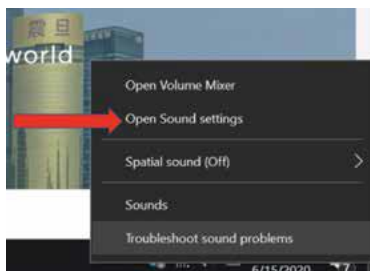 震旦
world
Open Volume Mixer
Open Sound settings
Spatial sound (Off)
Sounds
Troubleshoot sound problems
6/15/2020